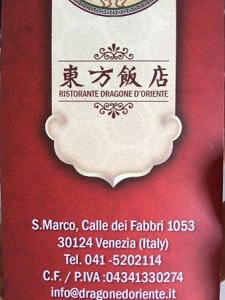 東方飯店
RISTORANTE DRAGONE D'ORIENTE
S.Marco, Calle dei Fabbri 1053
30124 Venezia (Italy)
Tel. 041 -5202114
C.F. / P.IVA :04341330274
info@dragonedoriente.it